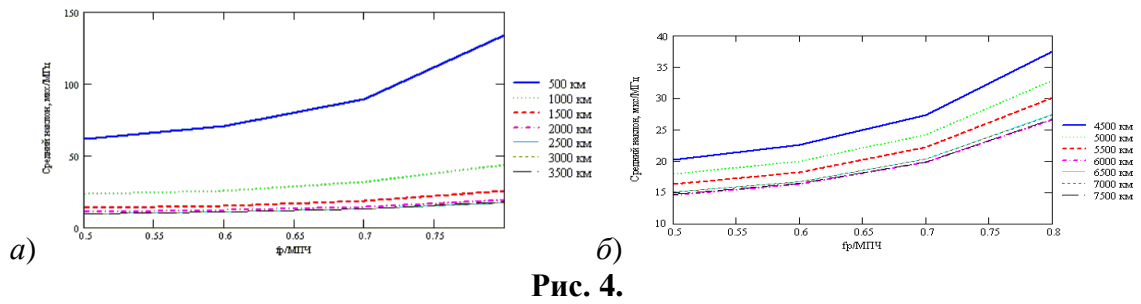 150
100
50
0
0.5
0.55
0.6
0.65
0.7
0.75
fр/МПЧ
Средний наклон, мкс/МГц
500 км
1000 км
1500 км
2000 км
2500 км
3000 км
3500 км
а)
40
35
30
25
20
15
10
0.5
0.55
0.6
0.65
0.7
0.75
0.8
fр/МПЧ
Средний наклон, мкс/МГц
4500 км
5000 км
5500 км
6000 км
6500 км
7000 км
7500 км
б)
Рис. 4.